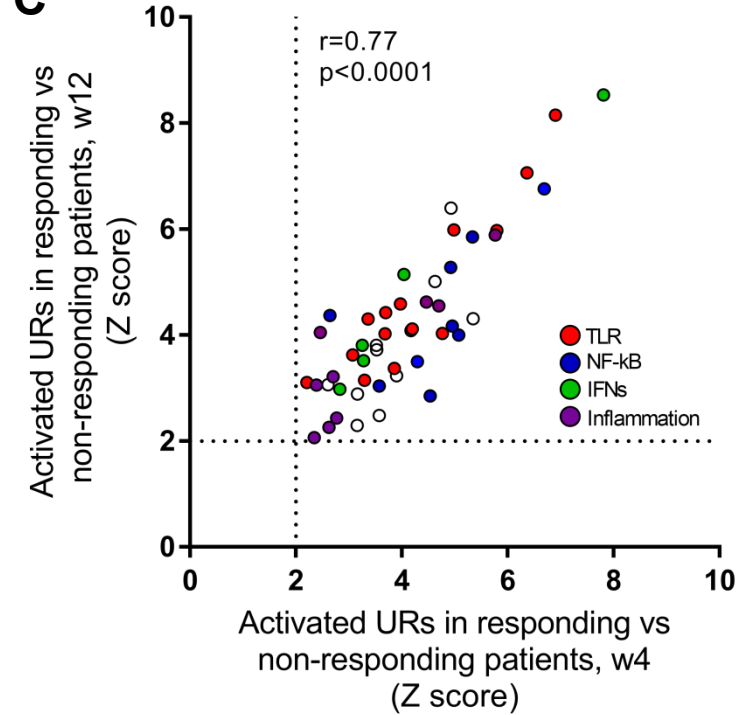 C
Activated URs in responding vs
non-responding patients, w12
(Z score)
10
8
6
4
2
0
r=0.77
p<0.0001
TLR
NF-kB
IFNs
Inflammation
0 2 4 6 8 10
Activated URs in responding vs
non-responding patients, w4
(Z score)